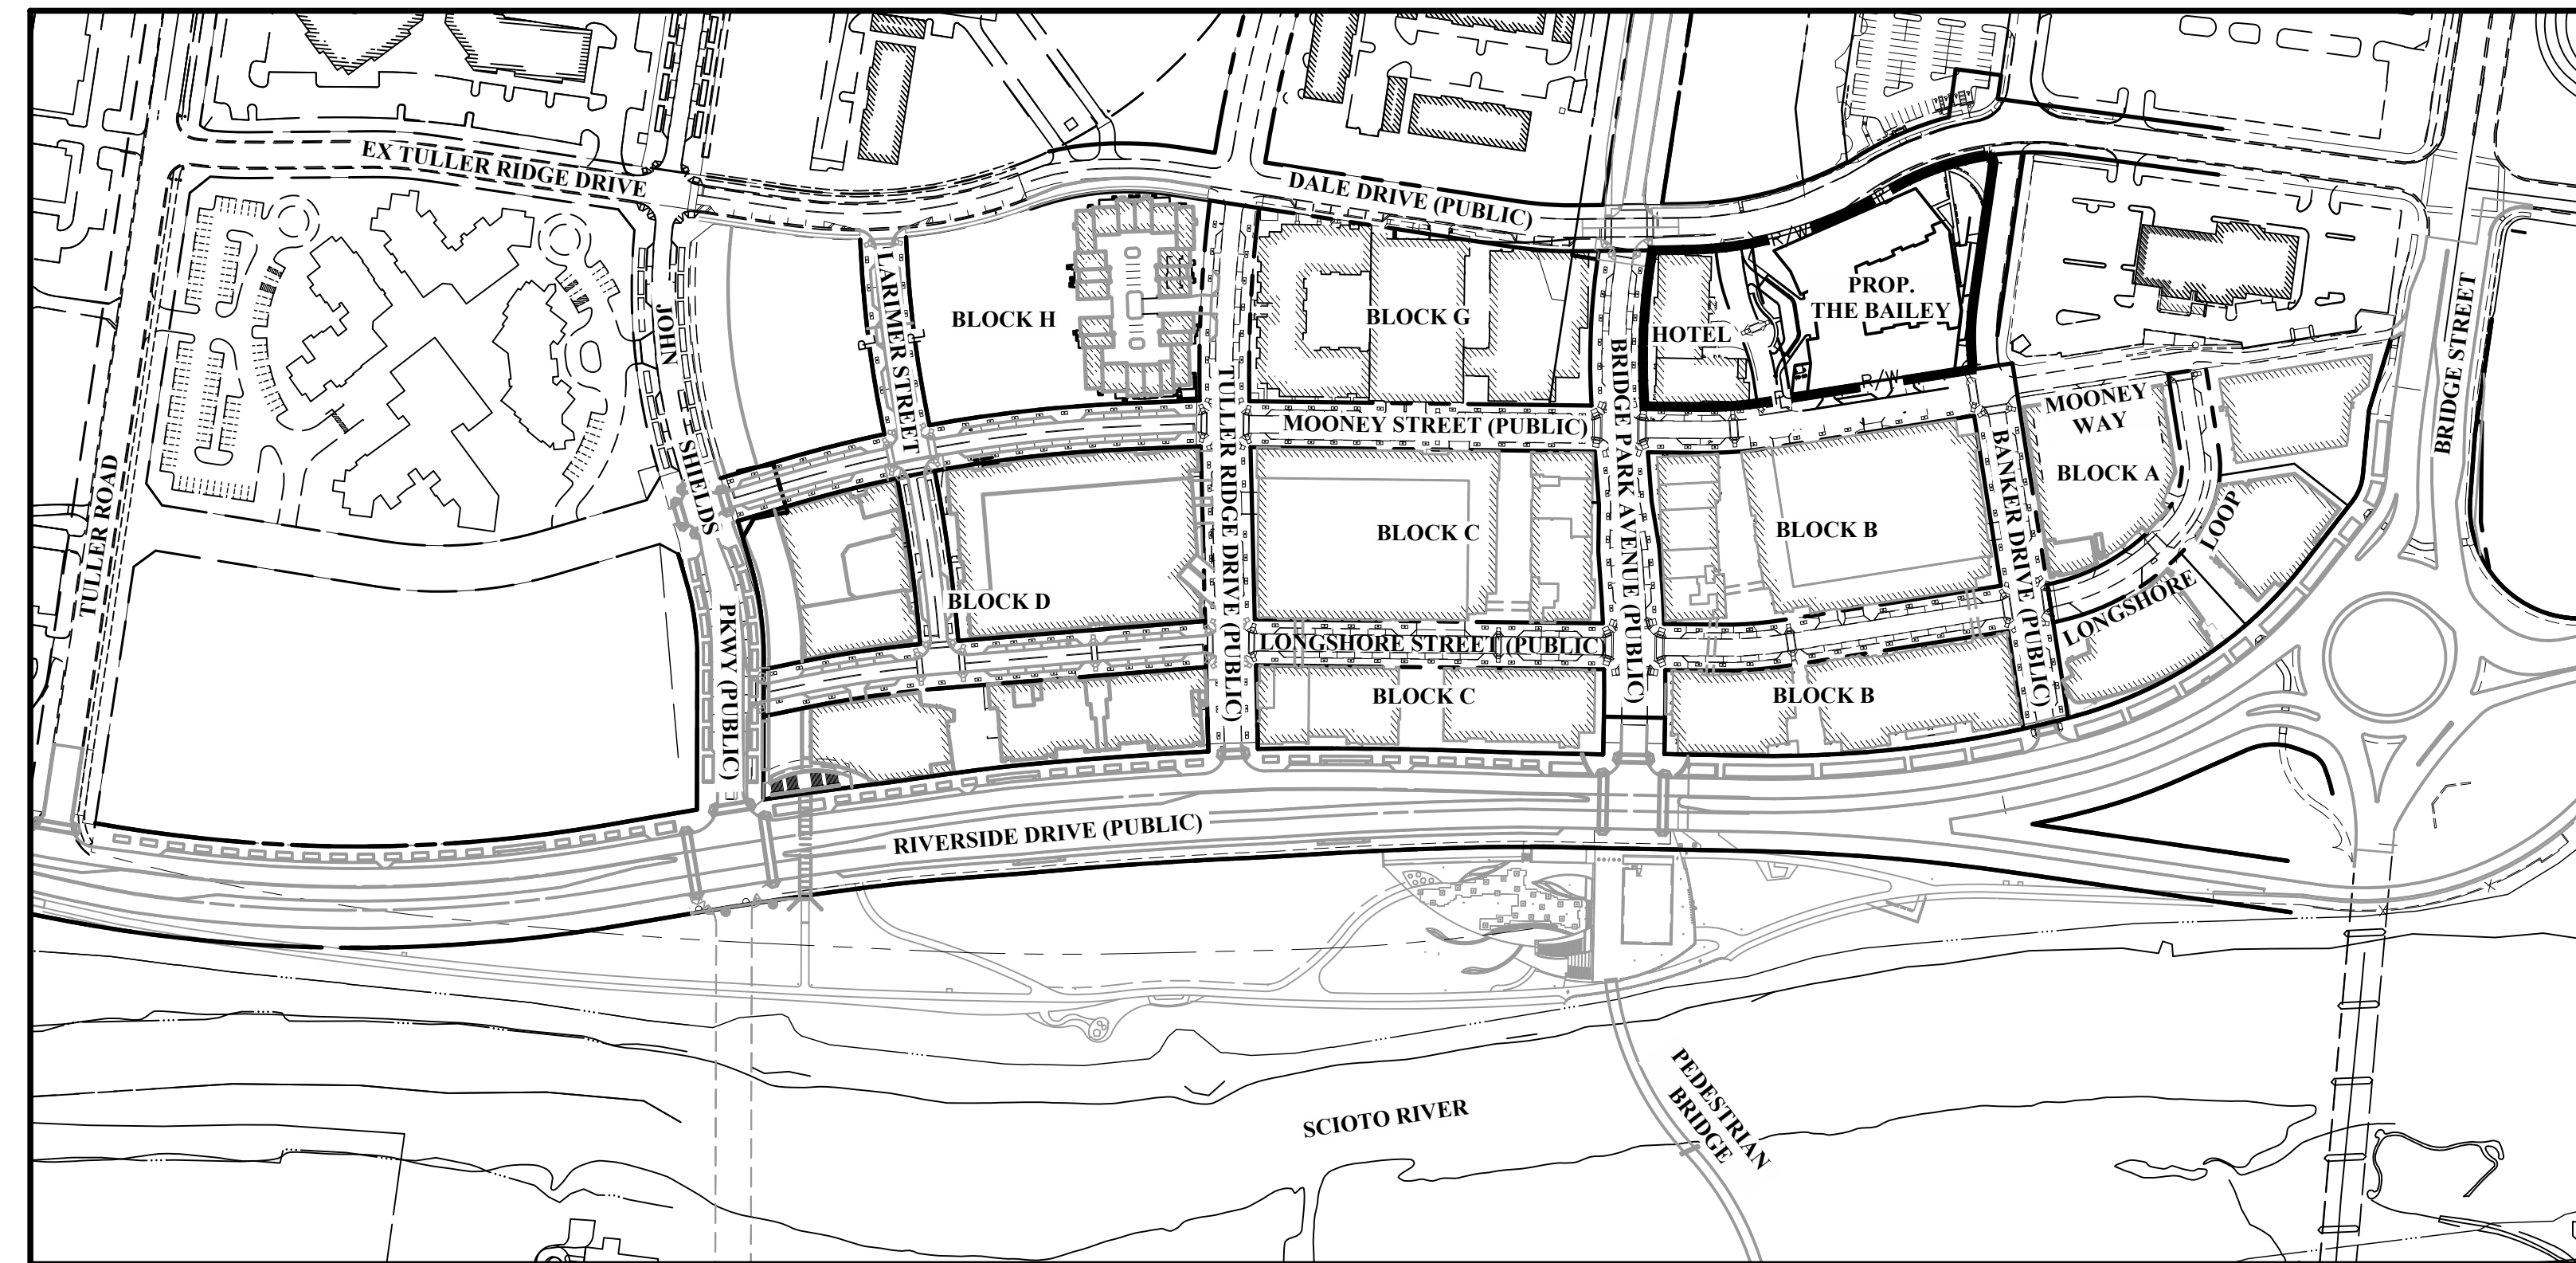 EX TULLER RIDGE DRIVE
DALE DRIVE (PUBLIC)
R/W
PROP.
THE BAILEY
BLOCK H
BLOCK G
HOTEL
R/W
LARIMER STREET
JOHN
SHIELDS
PKWY (PUBLIC)
TULLER ROAD
TULLER RIDGE DRIVE (PUBLIC)
BRIDGE PARK AVENUE (PUBLIC)
MOONEY STREET (PUBLIC)
BANKER DRIVE (PUBLIC)
MOONEY
WAY
BLOCK A
BRIDGE STREET
BLOCK D
BLOCK C
BLOCK B
LONGSHORE
LOOP
LONGSHORE STREET (PUBLIC)
BLOCK C
BLOCK B
RIVERSIDE DRIVE (PUBLIC)
SCIOTO RIVER
PEDESTRIAN
BRIDGE